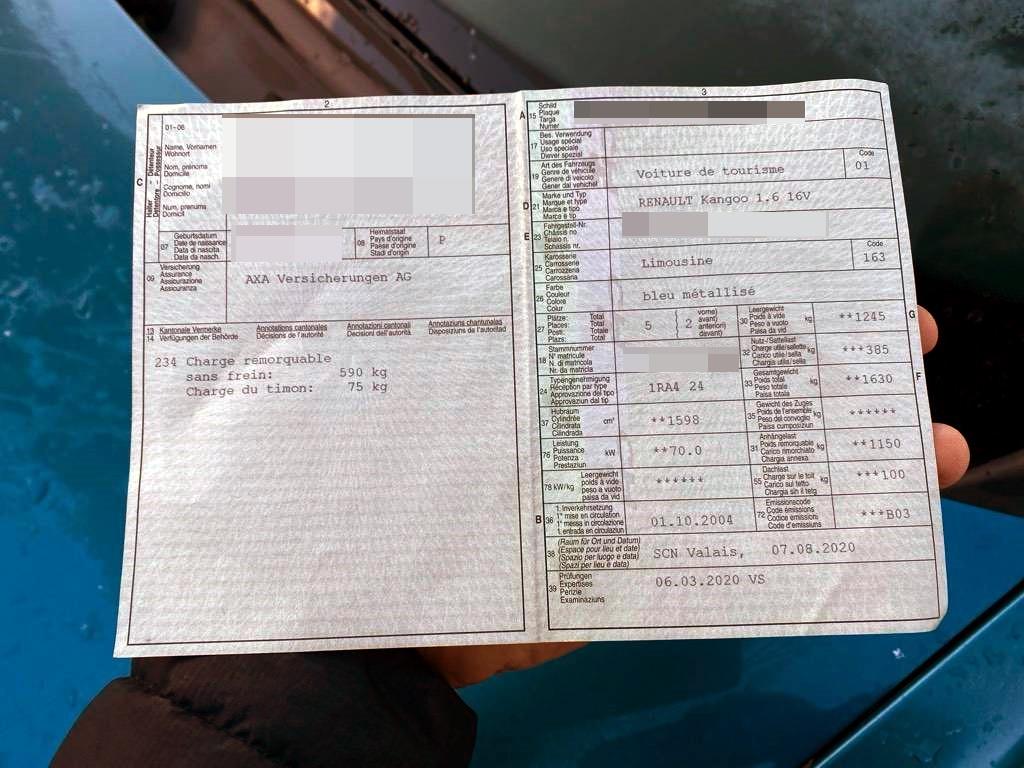 2
C
Halter – Détenteur
Detentore – Possessur
01-06
Name, Vornamen
Wohnort
Nom, prénoms
Domicile
Cognome, nomi
Domicilio
Num, prenums
Domicil
07
Geburtsdatum
Date de naissance
Data di nascita
Data da nasch.
08
Heimatstaat
Pays d'origine
Paese d'origine
Stadi d'origin
P
09
Versicherung
Assurance
Assicurazione
Assicuranza
AXA Versicherungen AG
13
14
Kantonale Vermerke
Verfügungen der Behörde
Annotations cantonales
Décisions de l'autorité
Annotazioni cantonali
Decisioni dell'autorità
Annotaziuns chantunalas
Disposiziuns de l'autoritad
234 Charge remorquable
sans frein: 590 kg
Charge du timon: 75 kg
3
A
15
Schild
Plaque
Targa
Numer
17
Bes. Verwendung
Usage spécial
Uso speciale
Diever spezial
19
Art des Fahrzeugs
Genre de véhicule
Genere di veicolo
Gener dal vehichel
Voiture de tourisme
Code
01
D
21
Marke und Typ
Marque et type
Marca e tipo
Marca e tip
RENAULT Kangoo 1.6 16V
E
23
Fahrgestell-Nr.
Châssis no
Telaio n.
Schassis nr.
25
Karosserie
Carrosserie
Carrozzeria
Carossaria
Limousine
Code
163
26
Farbe
Couleur
Colore
Colur
bleu métallisé
27
Plätze: Total
Places: Total
Posti: Totale
Plazs: Total
5
( 2
vorne)
avant)
anteriori)
davant)
30
Leergewicht
Poids à vide
Peso a vuoto
Paisa da vid
kg
**1245
G
18
Stammnummer
N° matricule
N. di matricola
Nr. da matricla
32
Nutz-/Sattellast
Charge utile/sellette
Carico utile/sella
Chargia utila/sella
kg
***385
24
Typengenehmigung
Réception par type
Approvazione del tipo
Approvaziun dal tip
1RA4 24
33
Gesamtgewicht
Poids total
Peso totale
Paisa totala
kg
**1630
F
37
Hubraum
Cylindrée
Cilindrata
Cilindrada
cm³
**1598
35
Gewicht des Zuges
Poids de l'ensemble
Peso del convoglio
Paisa cumposiziun
kg
******
76
Leistung
Puissance
Potenza
Prestaziun
kW
**70.0
31
Anhängelast
Poids remorquable
Carico rimorchiato
Chargia annexa
kg
**1150
78 kW/kg
Leergewicht
poids à vide
peso a vuoto
paisa da vid
******
55
Dachlast
Charge sur le toit
Carico sul tetto
Chargia sin il tetg
kg
***100
B
36
1. Inverkehrsetzung
1re mise en circulation
1a messa in circolazione
1. entrada en circulaziun
01.10.2004
72
Emissionscode
Code émissions
Codice emissioni
Code d'emissiuns
***B03
38
(Raum für Ort und Datum)
(Espace pour lieu et date)
(Spazio per luogo e data)
(Spazi per lieu e data)
SCN Valais, 07.08.2020
39
Prüfungen
Expertises
Perizie
Examinaziuns
06.03.2020 VS